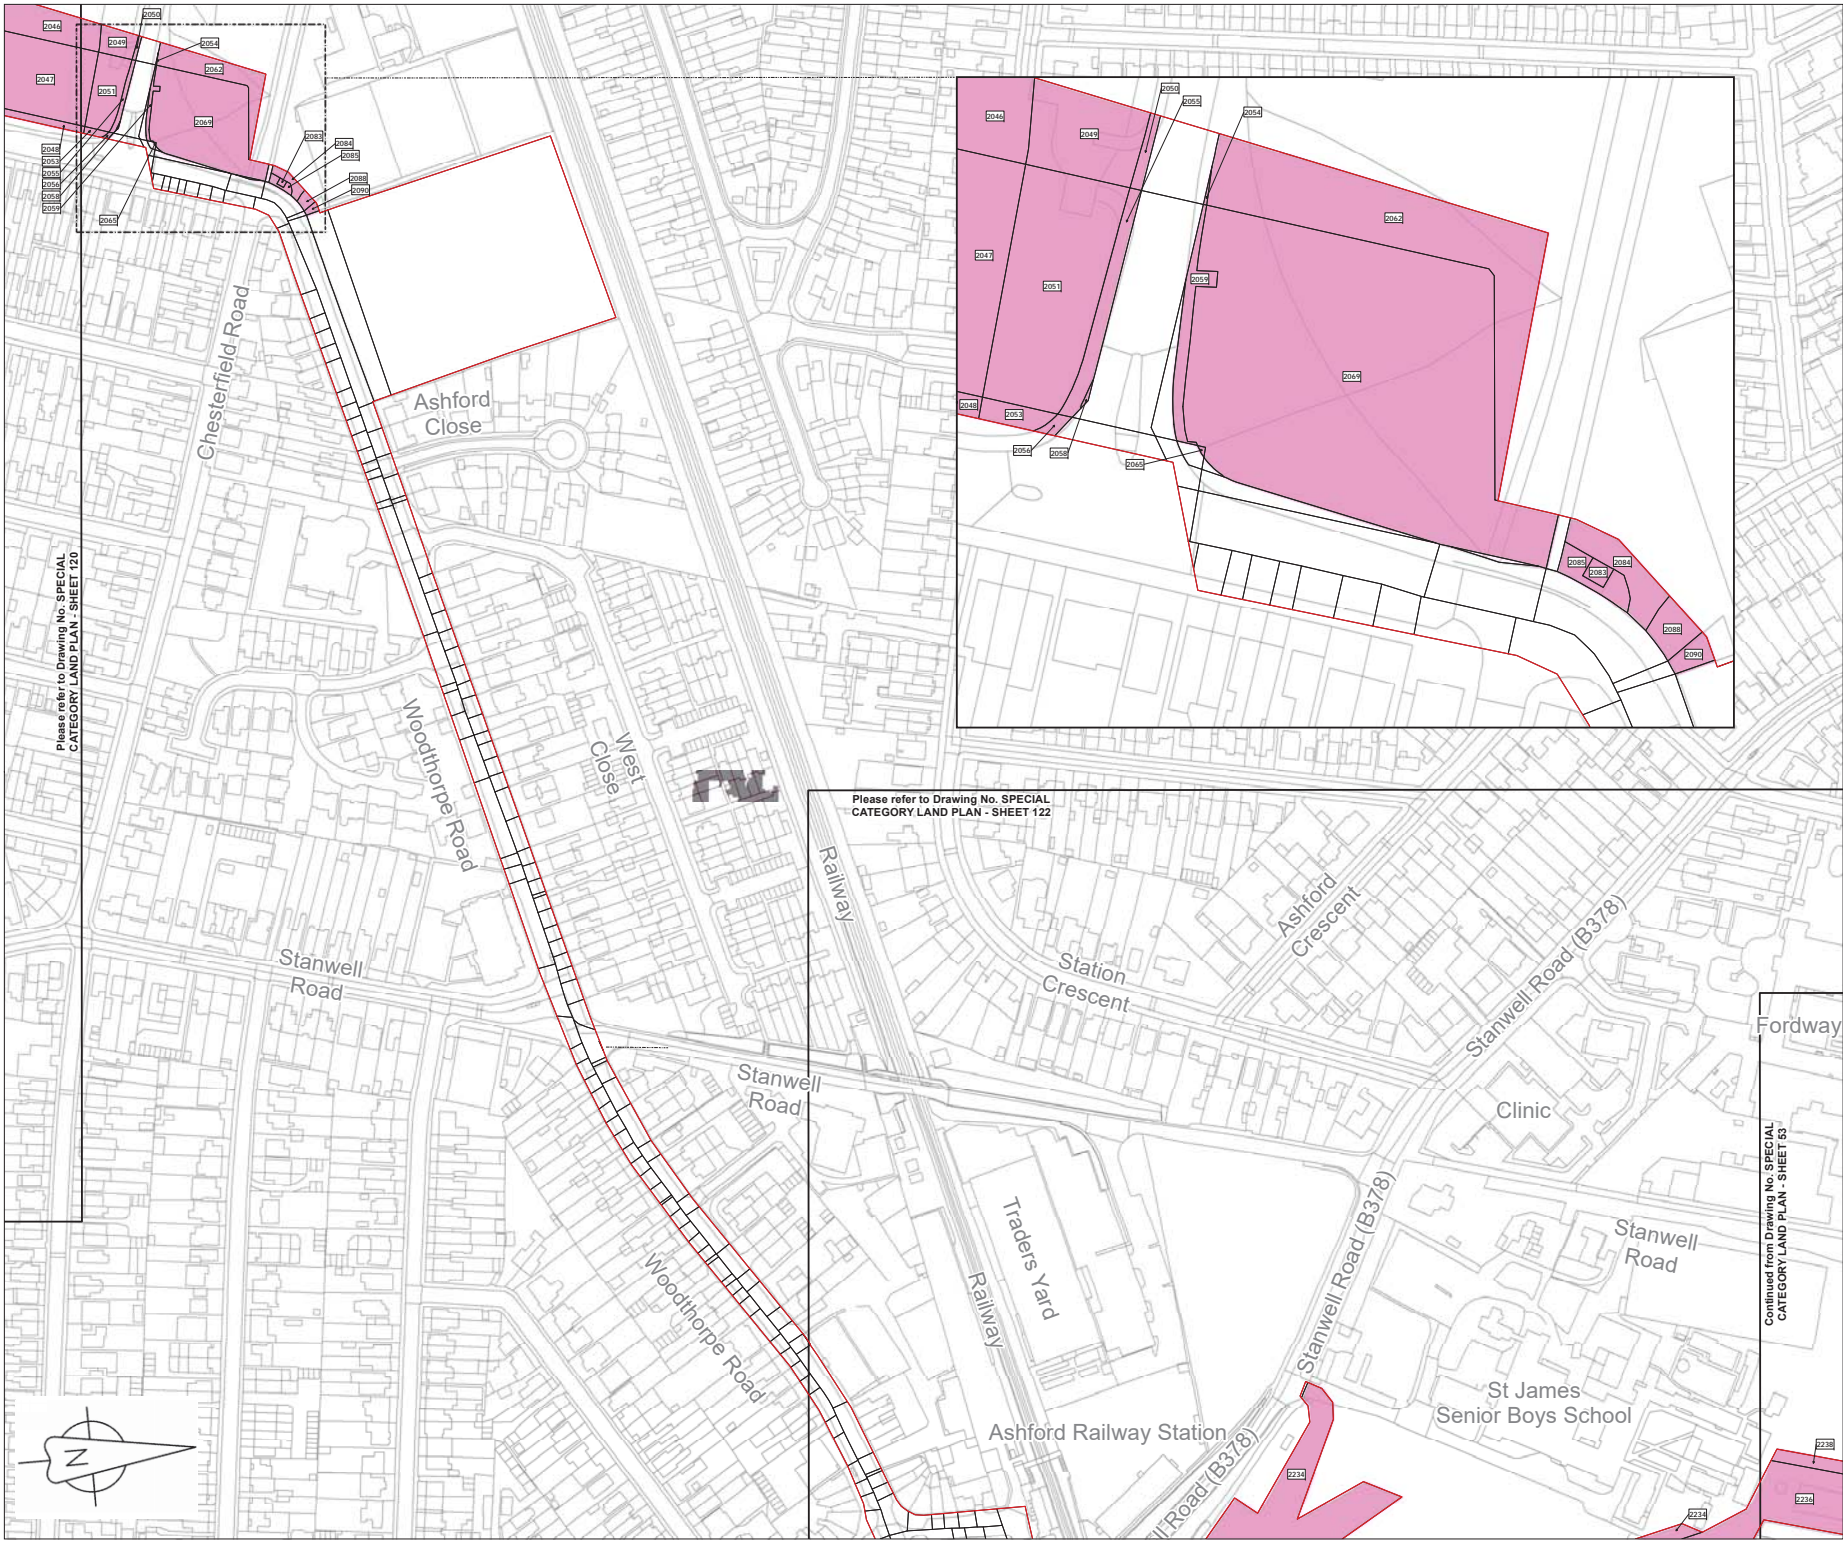 2046
2050
2049
2054
2062
2047
2051
2069
2083
2084
2085
2088
2090
2048
2053
2055
2056
2058
2059
2065
2050
2055
2054
2046
2049
2062
2047
2059
2051
2069
2048
2053
2056
2058
2065
2085
2083
2084
2088
2090
Chesterfield Road
Ashford
Close
Please refer to Drawing No. SPECIAL
CATEGORY LAND PLAN - SHEET 120
Woodthorpe Road
West
Close
Please refer to Drawing No. SPECIAL
CATEGORY LAND PLAN - SHEET 122
Railway
Ashford
Crescent
Station
Crescent
Stanwell Road (B378)
Stanwell
Road
Fordway
Stanwell
Road
Clinic
Continued from Drawing No. SPECIAL
CATEGORY LAND PLAN - SHEET 53
Traders Yard
Stanwell Road (B378)
Stanwell
Road
Woodthorpe Road
Railway
St James
Senior Boys School
Ashford Railway Station
ll Road (B378)
2234
2238
2236
2234
N